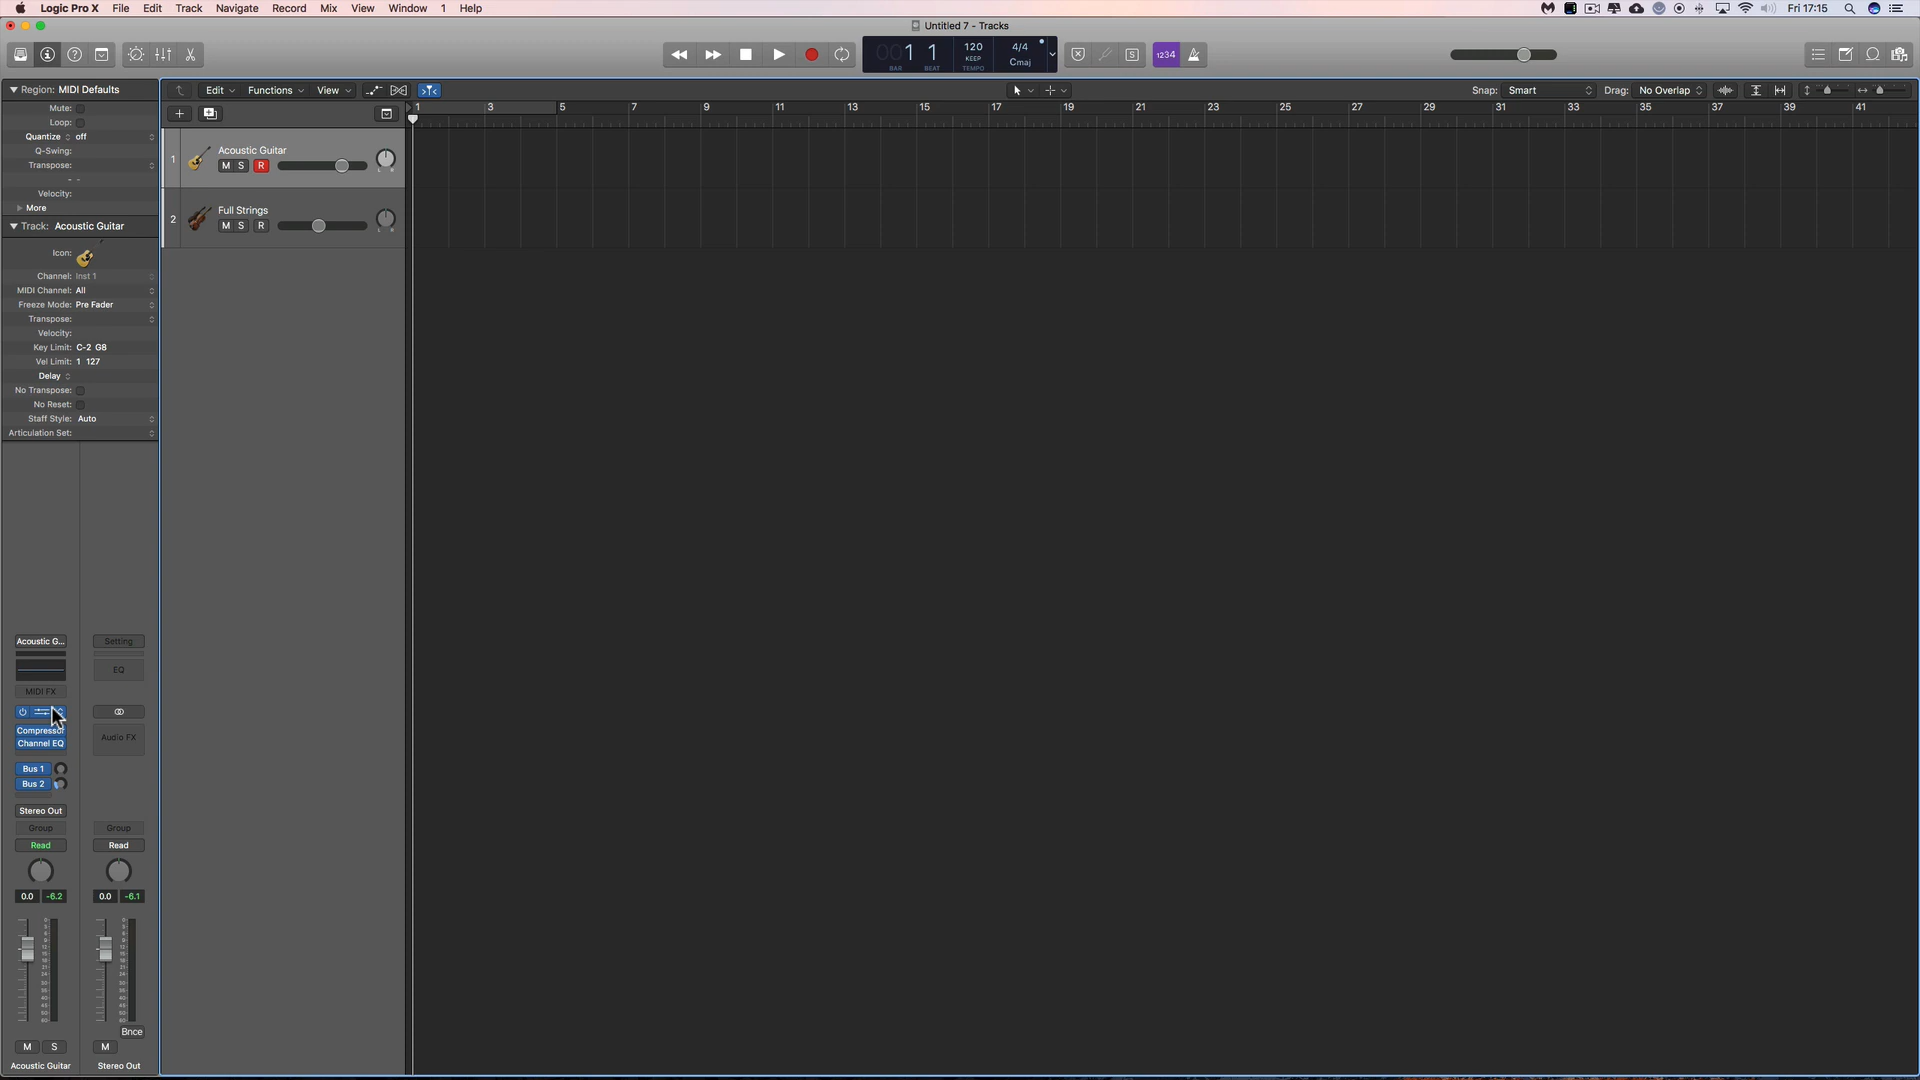 Logic Pro X File Edit Track Navigate Record Mix View Window 1 Help Fri 17:15
Untitled 7 - Tracks
001 1 120 4/4
KEEP Cmaj
BAR BEAT TEMPO
1234
Region: MIDI Defaults
Edit Functions View Snap: Smart Drag: No Overlap
Mute:
1 3 5 7 9 11 13 15 17 19 21 23 25 27 29 31 33 35 37 39 41
Loop:
Quantize off
Q-Swing:
Transpose:
- -
Velocity:
More
1 Acoustic Guitar
M S R
L R
2 Full Strings
M S R
L R
Track: Acoustic Guitar
Icon:
Channel: Inst 1
MIDI Channel: All
Freeze Mode: Pre Fader
Transpose:
Velocity:
Key Limit: C-2 G8
Vel Limit: 1 127
Delay
No Transpose:
No Reset:
Staff Style: Auto
Articulation Set:
Acoustic G... Setting
EQ
MIDI FX
Compressor
Audio FX
Channel EQ
Bus 1
Bus 2
Stereo Out
Group Group
Read Read
0.0 -6.2 0.0 -6.1
Bnce
M S M
Acoustic Guitar Stereo Out